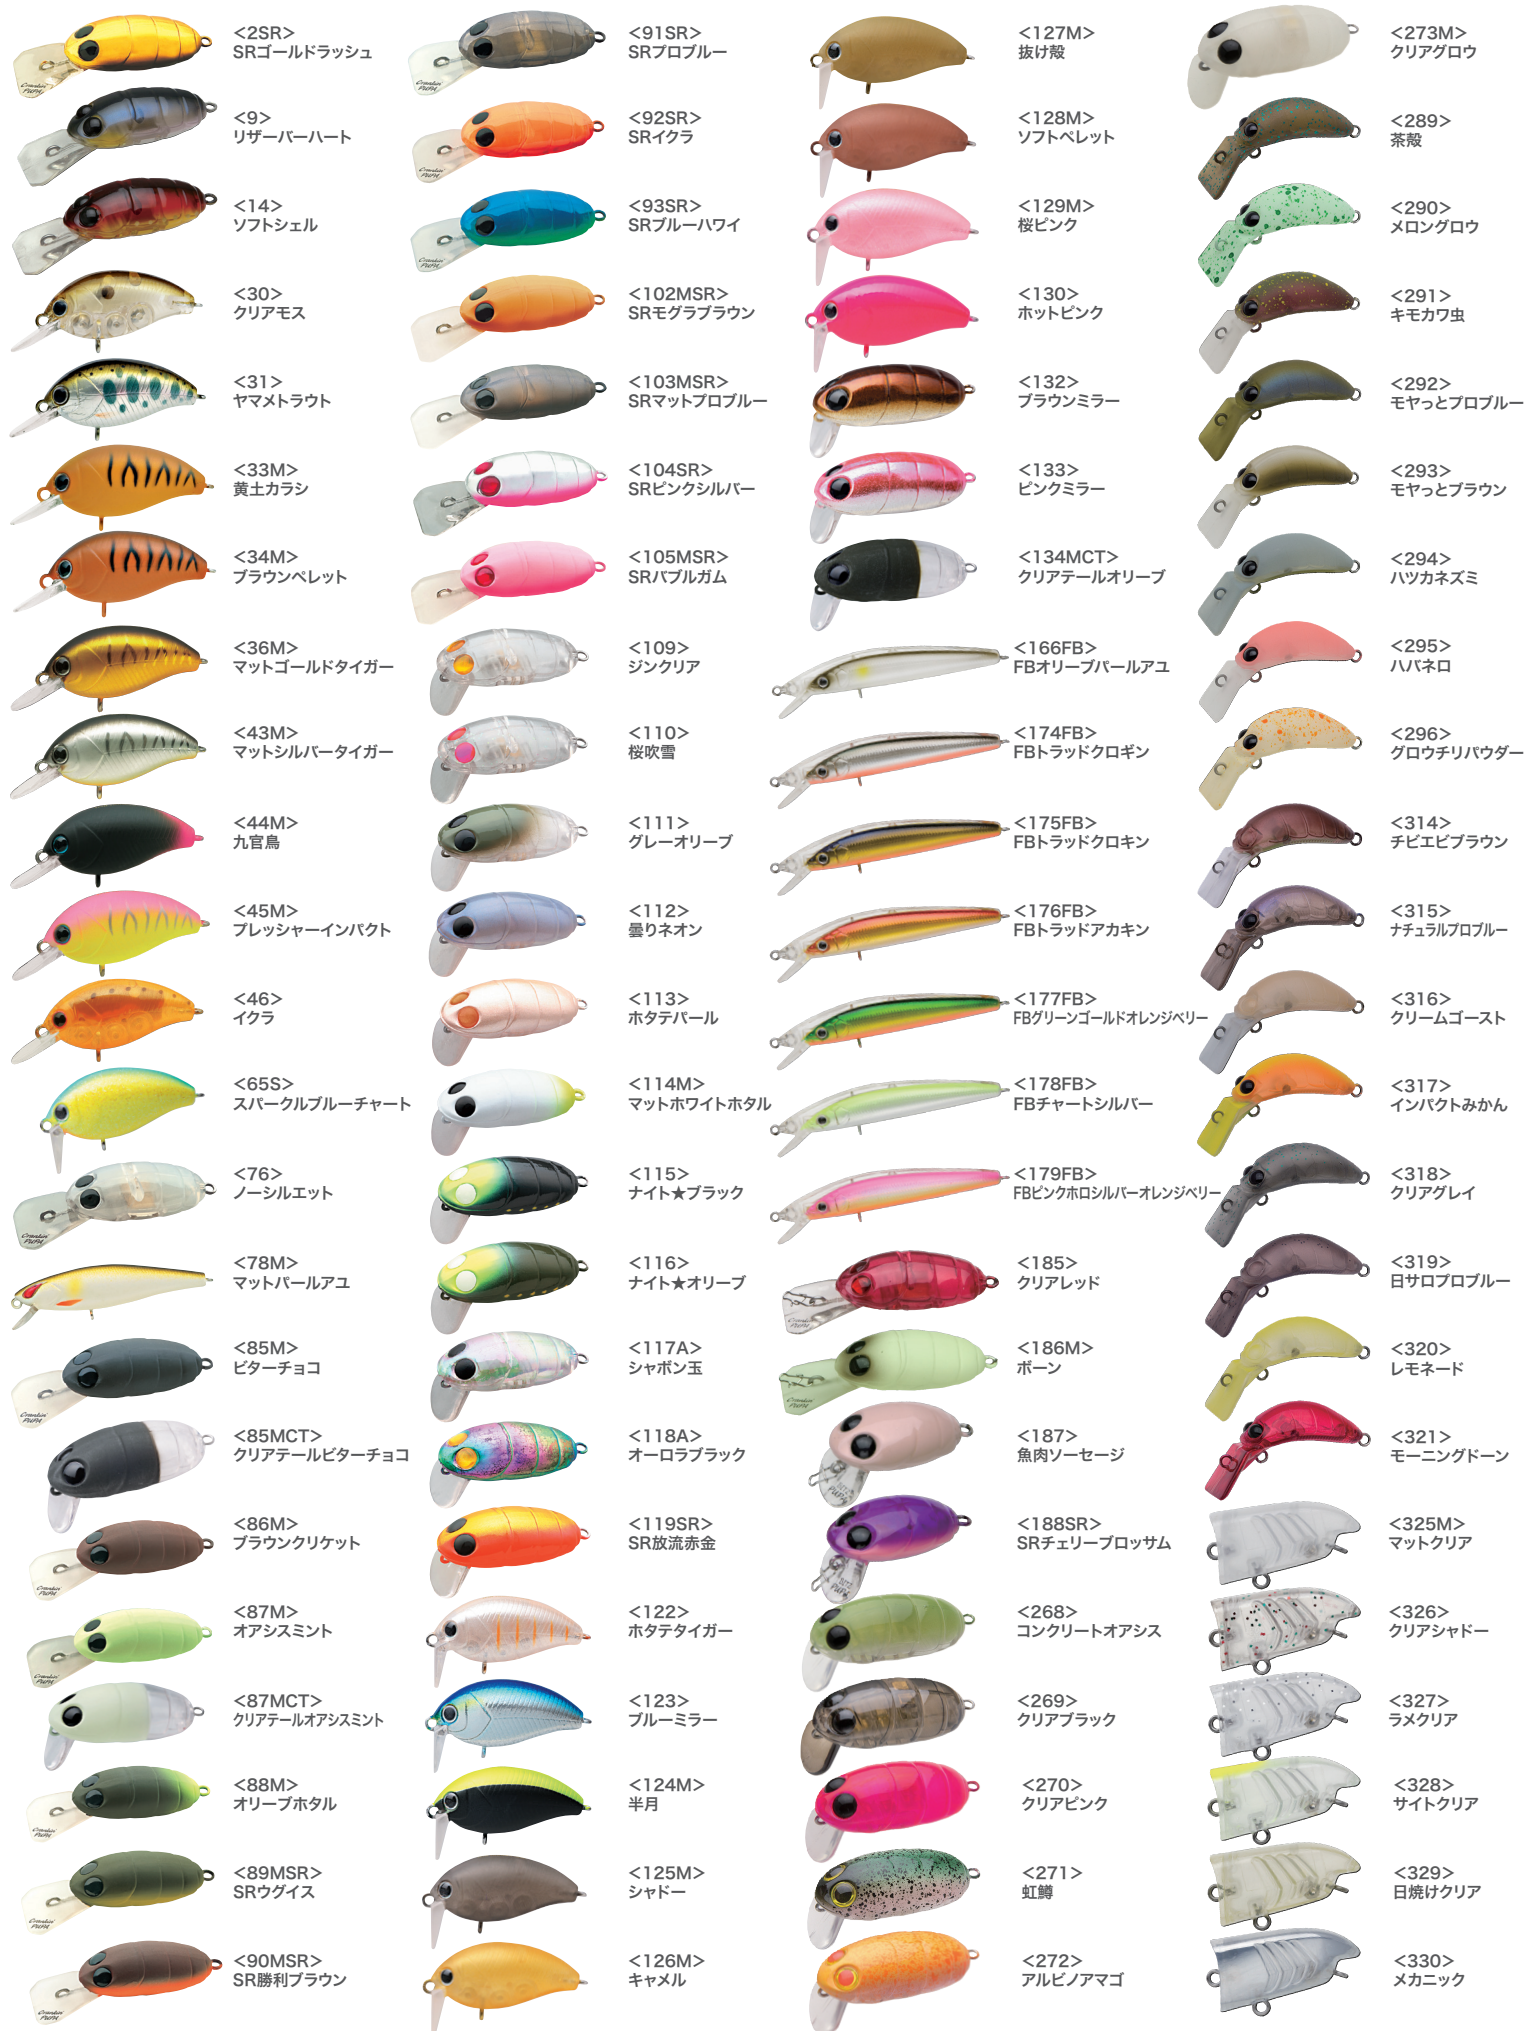 <2SR>
SRゴールドラッシュ
<9>
リザーバーハート
<14>
ソフトシェル
<30>
クリアモス
<31>
ヤマメトラウト
<33M>
黄土カラシ
<34M>
ブラウンペレット
<36M>
マットゴールドタイガー
<43M>
マットシルバータイガー
<44M>
九官鳥
<45M>
プレッシャーインパクト
<46>
イクラ
<65S>
スパークルブルーチャート
<76>
ノーシルエット
<78M>
マットパールアユ
<85M>
ビターチョコ
<85MCT>
クリアテールビターチョコ
<86M>
ブラウンクリケット
<87M>
オアシスミント
<87MCT>
クリアテールオアシスミント
<88M>
オリーブホタル
<89MSR>
SRウグイス
<90MSR>
SR勝利ブラウン
<91SR>
SRプロブルー
<92SR>
SRイクラ
<93SR>
SRブルーハワイ
<102MSR>
SRモグラブラウン
<103MSR>
SRマットプロブルー
<104SR>
SRピンクシルバー
<105MSR>
SRバブルガム
<109>
ジンクリア
<110>
桜吹雪
<111>
グレーオリーブ
<112>
曇りネオン
<113>
ホタテパール
<114M>
マットホワイトホタル
<115>
ナイト★ブラック
<116>
ナイト★オリーブ
<117A>
シャボン玉
<118A>
オーロラブラック
<119SR>
SR放流赤金
<122>
ホタテタイガー
<123>
ブルーミラー
<124M>
半月
<125M>
シャドー
<126M>
キャメル
<127M>
抜け殻
<128M>
ソフトペレット
<129M>
桜ピンク
<130>
ホットピンク
<132>
ブラウンミラー
<133>
ピンクミラー
<134MCT>
クリアテールオリーブ
<166FB>
FBオリーブパールアユ
<174FB>
FBトラッドクロギン
<175FB>
FBトラッドクロキン
<176FB>
FBトラッドアカキン
<177FB>
FBグリーンゴールドオレンジベリー
<178FB>
FBチャートシルバー
<179FB>
FBピンクホロシルバーオレンジベリー
<185>
クリアレッド
<186M>
ボーン
<187>
魚肉ソーセージ
<188SR>
SRチェリーブロッサム
<268>
コンクリートオアシス
<269>
クリアブラック
<270>
クリアピンク
<271>
虹鱒
<272>
アルビノアマゴ
<273M>
クリアグロウ
<289>
茶殻
<290>
メロングロウ
<291>
キモカワ虫
<292>
モヤっとプロブルー
<293>
モヤっとブラウン
<294>
ハツカネズミ
<295>
ハバネロ
<296>
グロウチリパウダー
<314>
チビエビブラウン
<315>
ナチュラルプロブルー
<316>
クリームゴースト
<317>
インパクトみかん
<318>
クリアグレイ
<319>
日サロプロブルー
<320>
レモネード
<321>
モーニングドーン
<325M>
マットクリア
<326>
クリアシャドー
<327>
ラメクリア
<328>
サイトクリア
<329>
日焼けクリア
<330>
メカニック